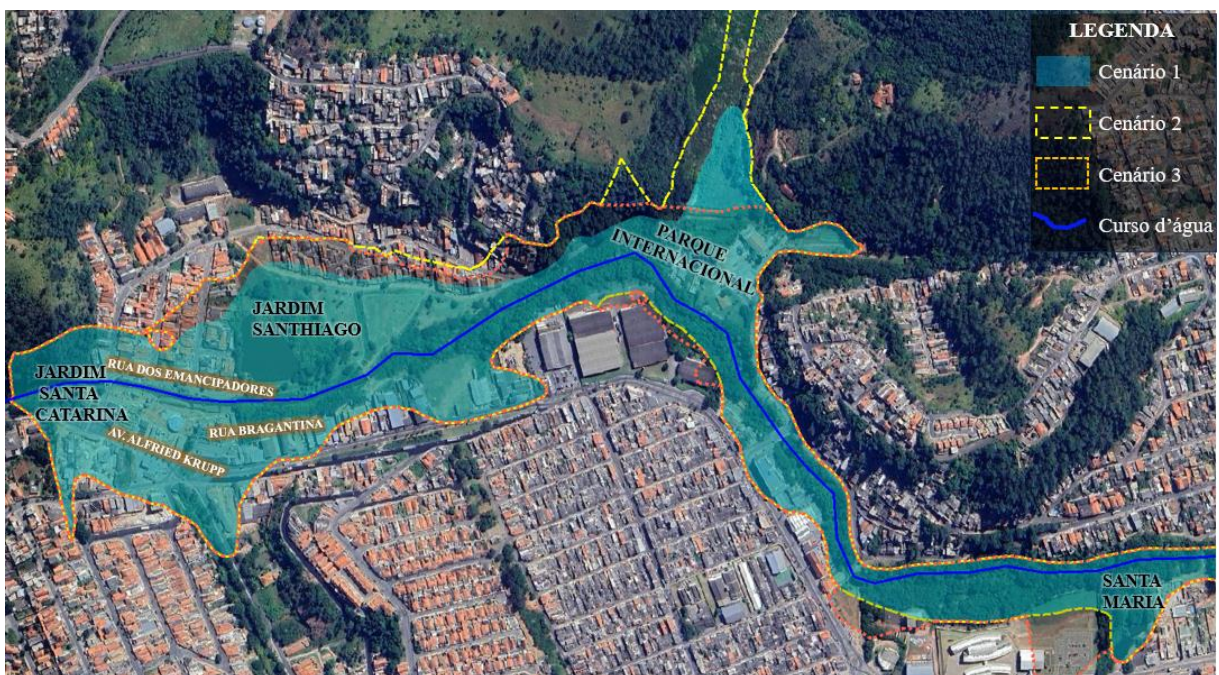 LEGENDA
Cenário 1
Cenário 2
Cenário 3
Curso d'água
PARQUE
INTERNACIONAL
JARDIM
SANTHIAGO
JARDIM
SANTA
CATARINA
RUA DOS EMANCIPADORES
RUA BRAGANTINA
AV. ALFRIED KRUPP
SANTA
MARIA